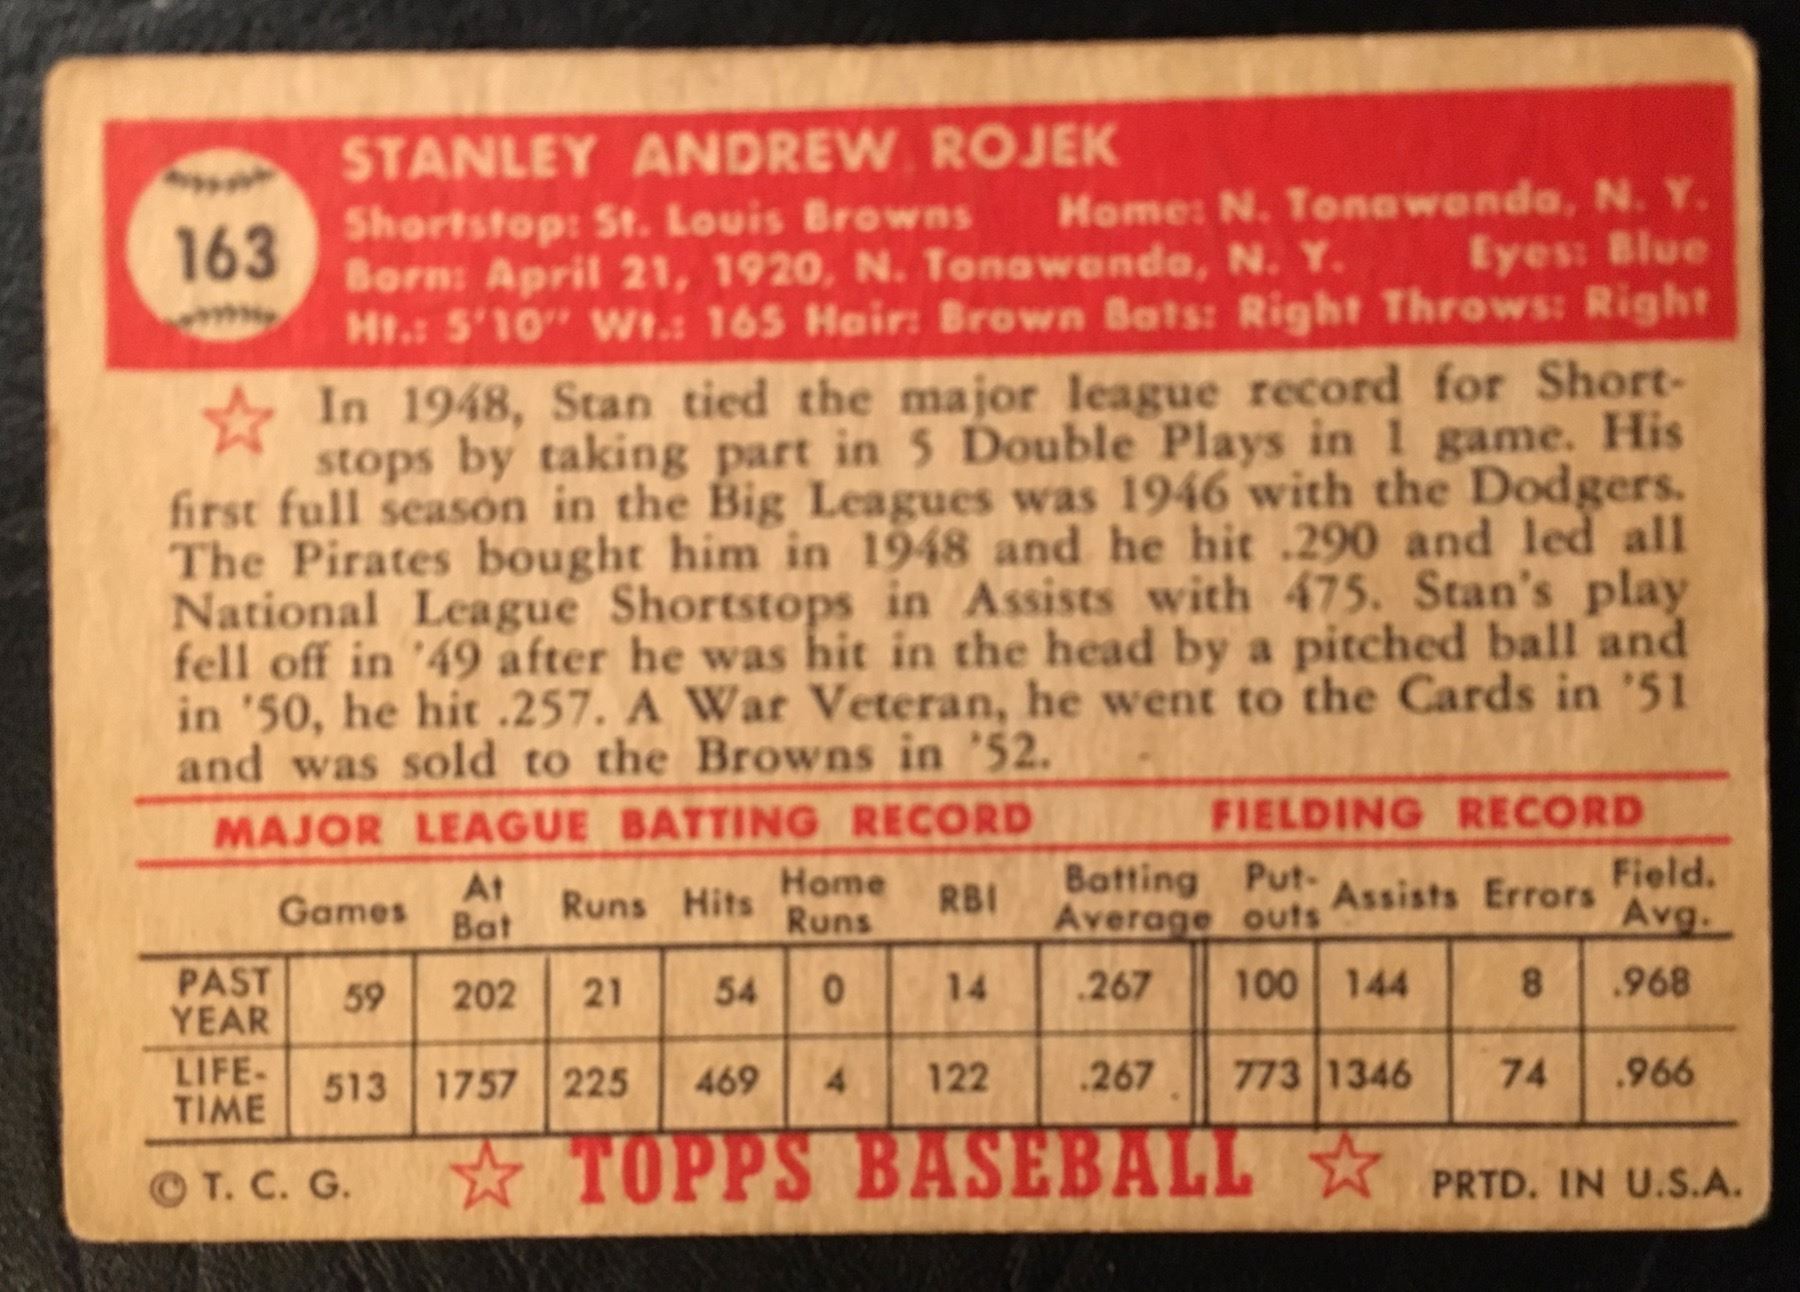 163
STANLEY ANDREW ROJEK
Shortstop: St. Louis Browns Home: N. Tonawanda, N. Y.
Born: April 21, 1920, N. Tonawanda, N. Y. Eyes: Blue
Ht.: 5'10" Wt.: 165 Hair: Brown Bats: Right Throws: Right
In 1948, Stan tied the major league record for Short-
stops by taking part in 5 Double Plays in 1 game. His
first full season in the Big Leagues was 1946 with the Dodgers.
The Pirates bought him in 1948 and he hit .290 and led all
National League Shortstops in Assists with 475. Stan's play
fell off in '49 after he was hit in the head by a pitched ball and
in '50, he hit .257. A War Veteran, he went to the Cards in '51
and was sold to the Browns in '52.
MAJOR LEAGUE BATTING RECORD FIELDING RECORD
Games At Bat Runs Hits Home Runs RBI Batting Average Put-outs Assists Errors Field. Avg.
PAST YEAR 59 202 21 54 0 14 .267 100 144 8 .968
LIFE-TIME 513 1757 225 469 4 122 .267 773 1346 74 .966
© T. C. G. TOPPS BASEBALL PRTD. IN U.S.A.